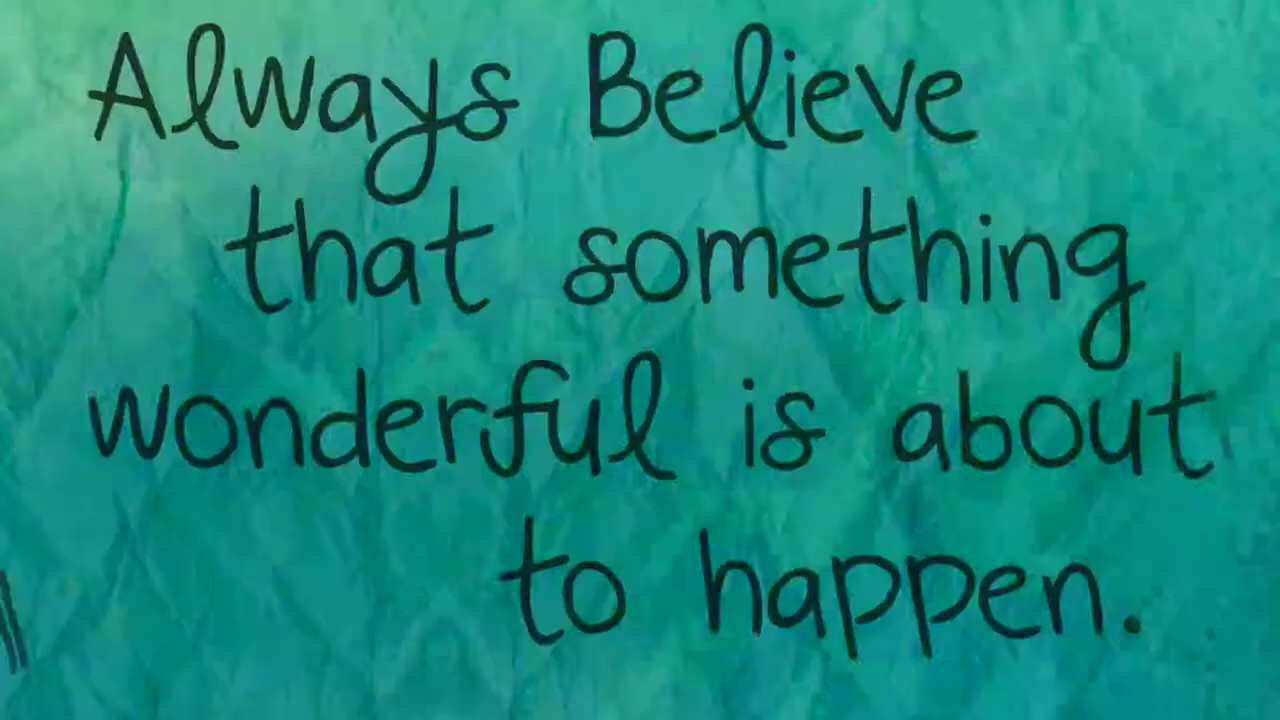 Always Believe
that something
wonderful is about
to happen.